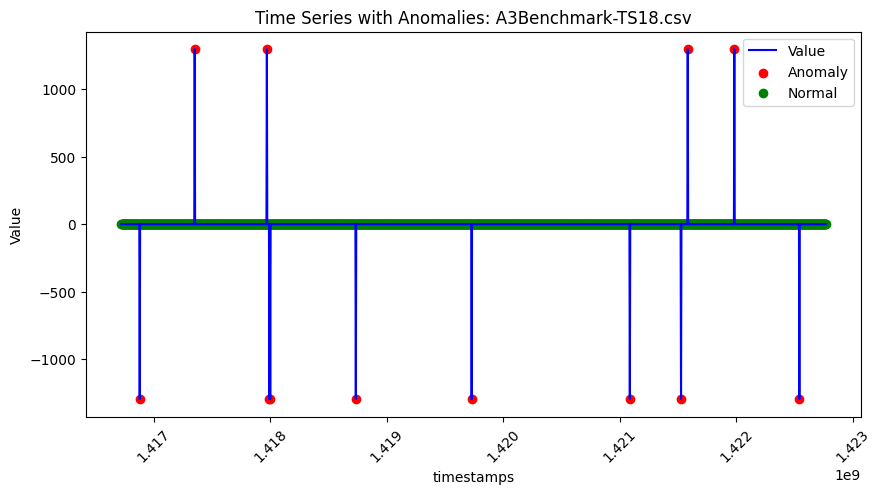 Time Series with Anomalies: A3Benchmark-TS18.csv
Value
Anomaly
Normal
1000
500
0
−500
−1000
Value
1.417
1.418
1.419
1.420
1.421
1.422
1.423
1e9
timestamps